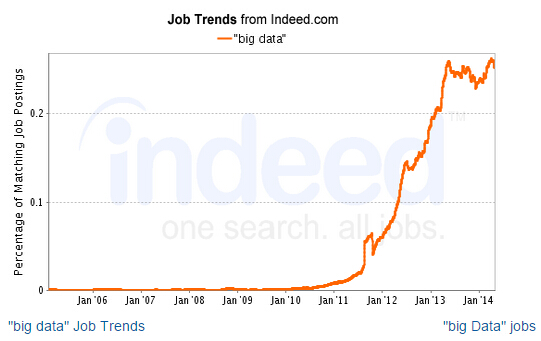 Job Trends from Indeed.com
"big data"
Percentage of Matching Job Postings
0.2
0.1
0
indeed™
one search. all jobs.
Jan'06 Jan'07 Jan'08 Jan'09 Jan'10 Jan'11 Jan'12 Jan'13 Jan'14
"big data" Job Trends "big Data" jobs